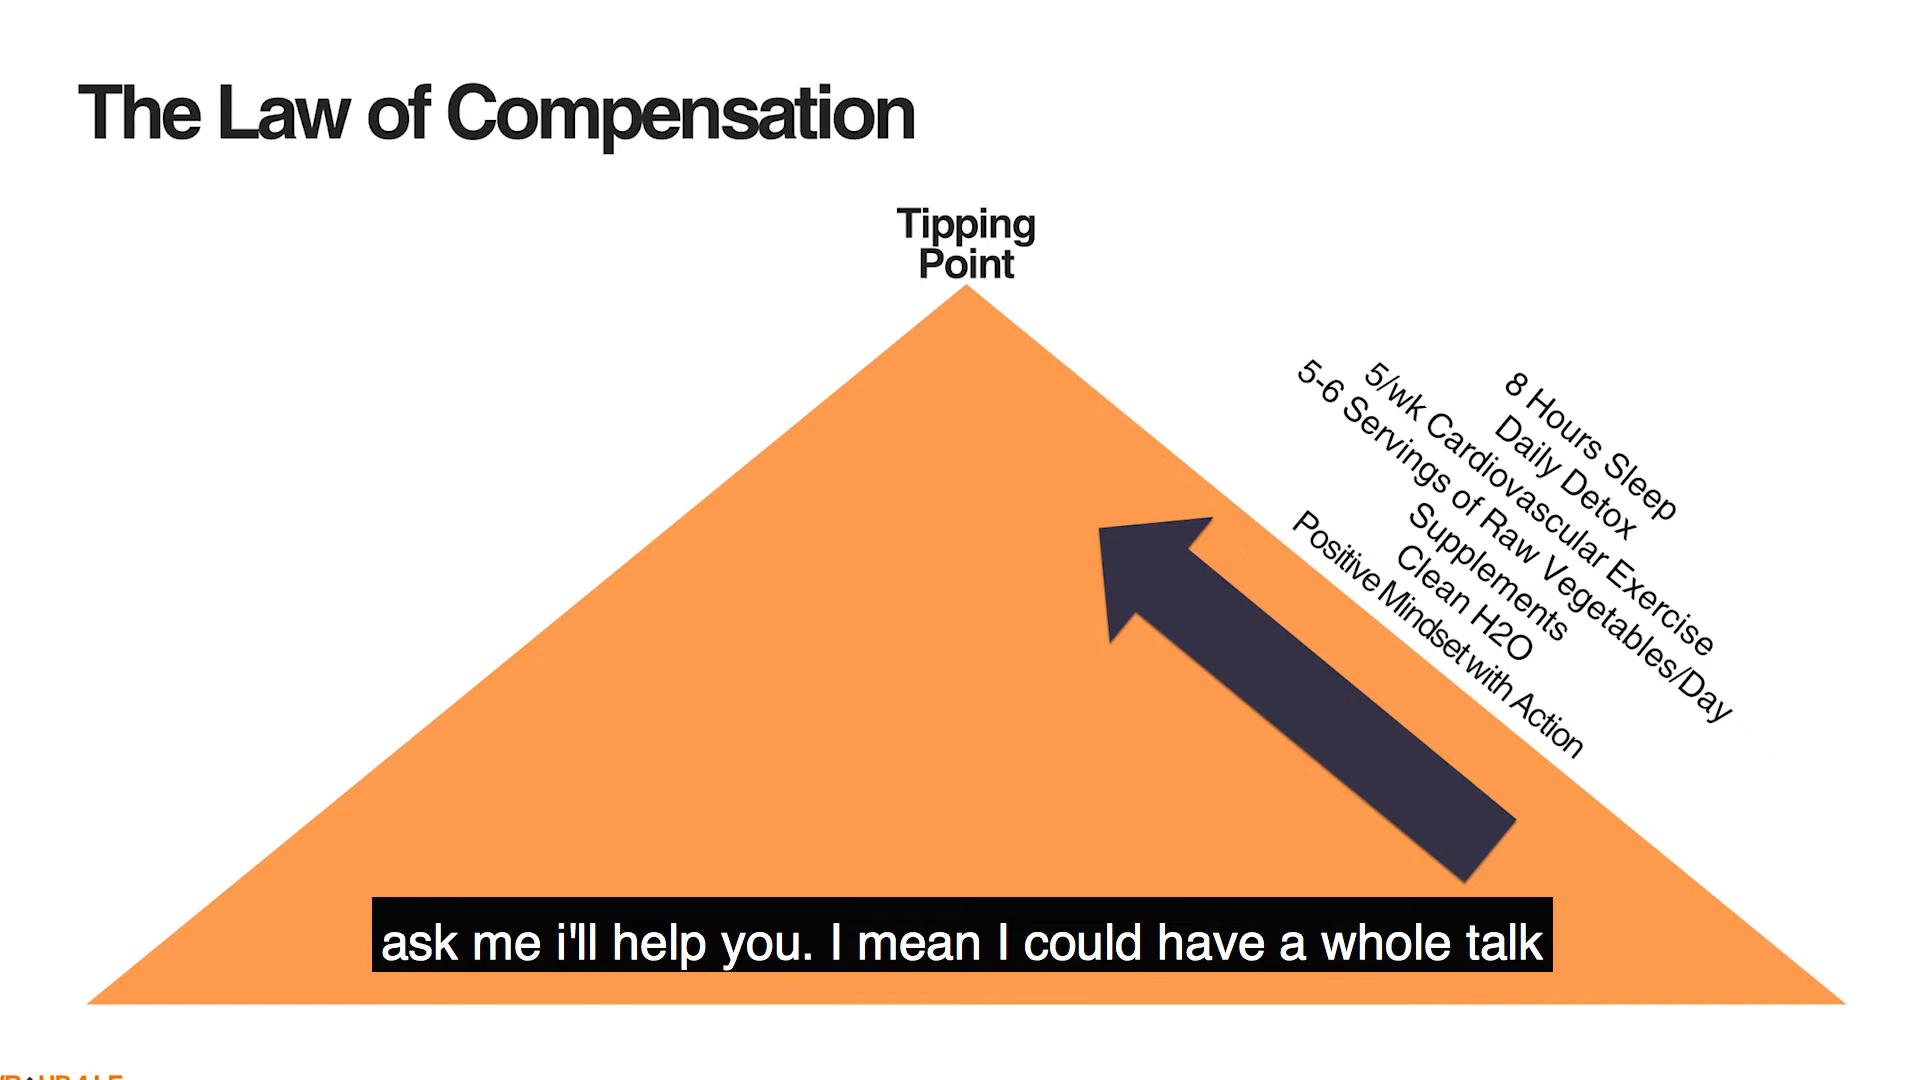 The Law of Compensation
Tipping
Point
8 Hours Sleep
Daily Detox
5/wk Cardiovascular Exercise
5-6 Servings of Raw Vegetables/Day
Supplements
Clean H2O
Positive Mindset with Action
ask me i'll help you. I mean I could have a whole talk